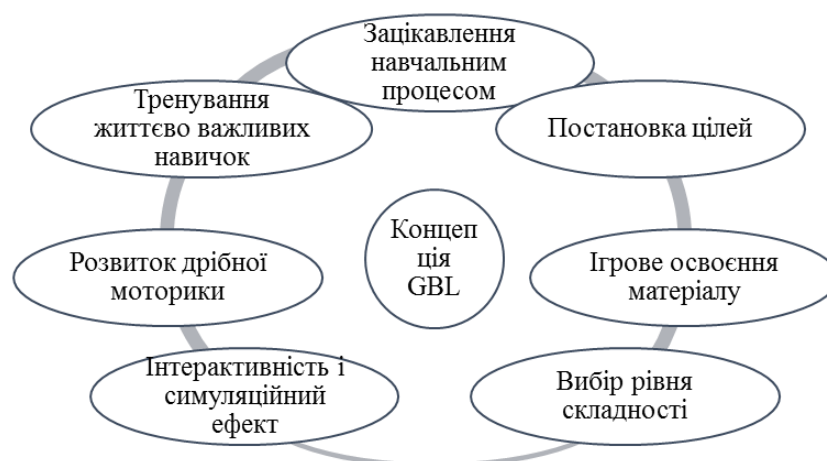 Зацікавлення
навчальним
процесом
Постановка цілей
Ігрове освоєння
матеріалу
Вибір рівня
складності
Інтерактивність і
симуляційний
ефект
Розвиток дрібної
моторики
Тренування
життєво важливих
навичок
Концеп
ція
GBL